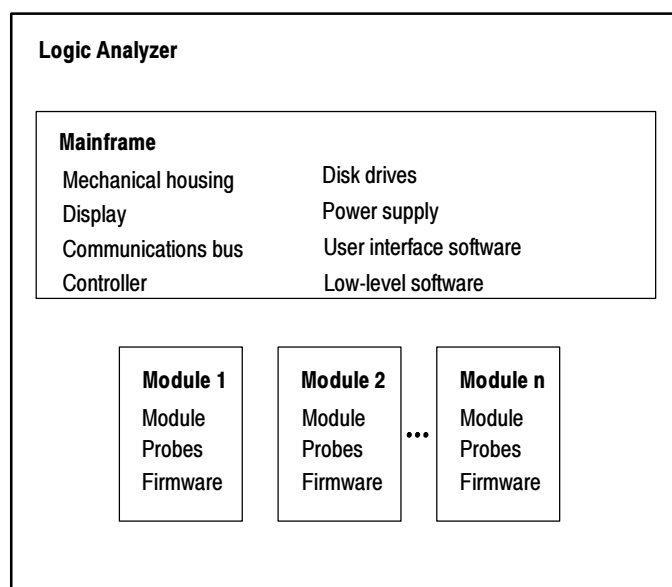 Logic Analyzer
Mainframe
Mechanical housing
Display
Communications bus
Controller
Disk drives
Power supply
User interface software
Low-level software
Module 1
Module
Probes
Firmware
Module 2
Module
Probes
Firmware
...
Module n
Module
Probes
Firmware